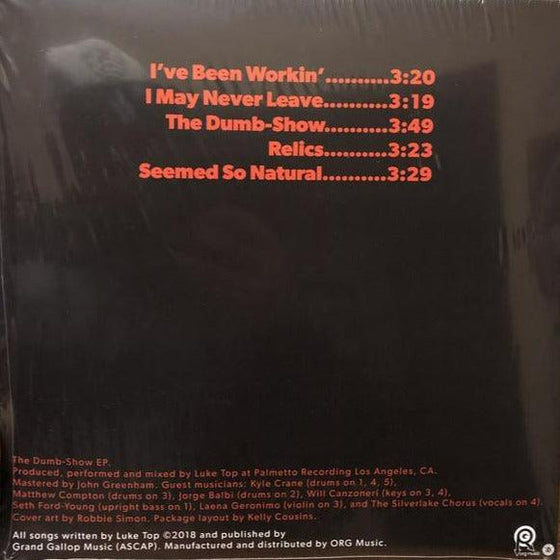 I've Been Workin'..........3:20
I May Never Leave..........3:19
The Dumb-Show..........3:49
Relics..........3:23
Seemed So Natural..........3:29
The Dumb-Show EP.
Produced, performed and mixed by Luke Top at Palmetto Recording Los Angeles, CA.
Mastered by John Greenham. Guest musicians: Kyle Crane (drums on 1, 4, 5),
Matthew Compton (drums on 3), Jorge Balbi (drums on 2), Will Canzoneri (keys on 3, 4),
Seth Ford-Young (upright bass on 1), Laena Geronimo (violin on 3), and The Silverlake Chorus (vocals on 4).
Cover art by Robbie Simon. Package layout by Kelly Cousins.
All songs written by Luke Top ©2018 and published by
Grand Gallop Music (ASCAP). Manufactured and distributed by ORG Music.